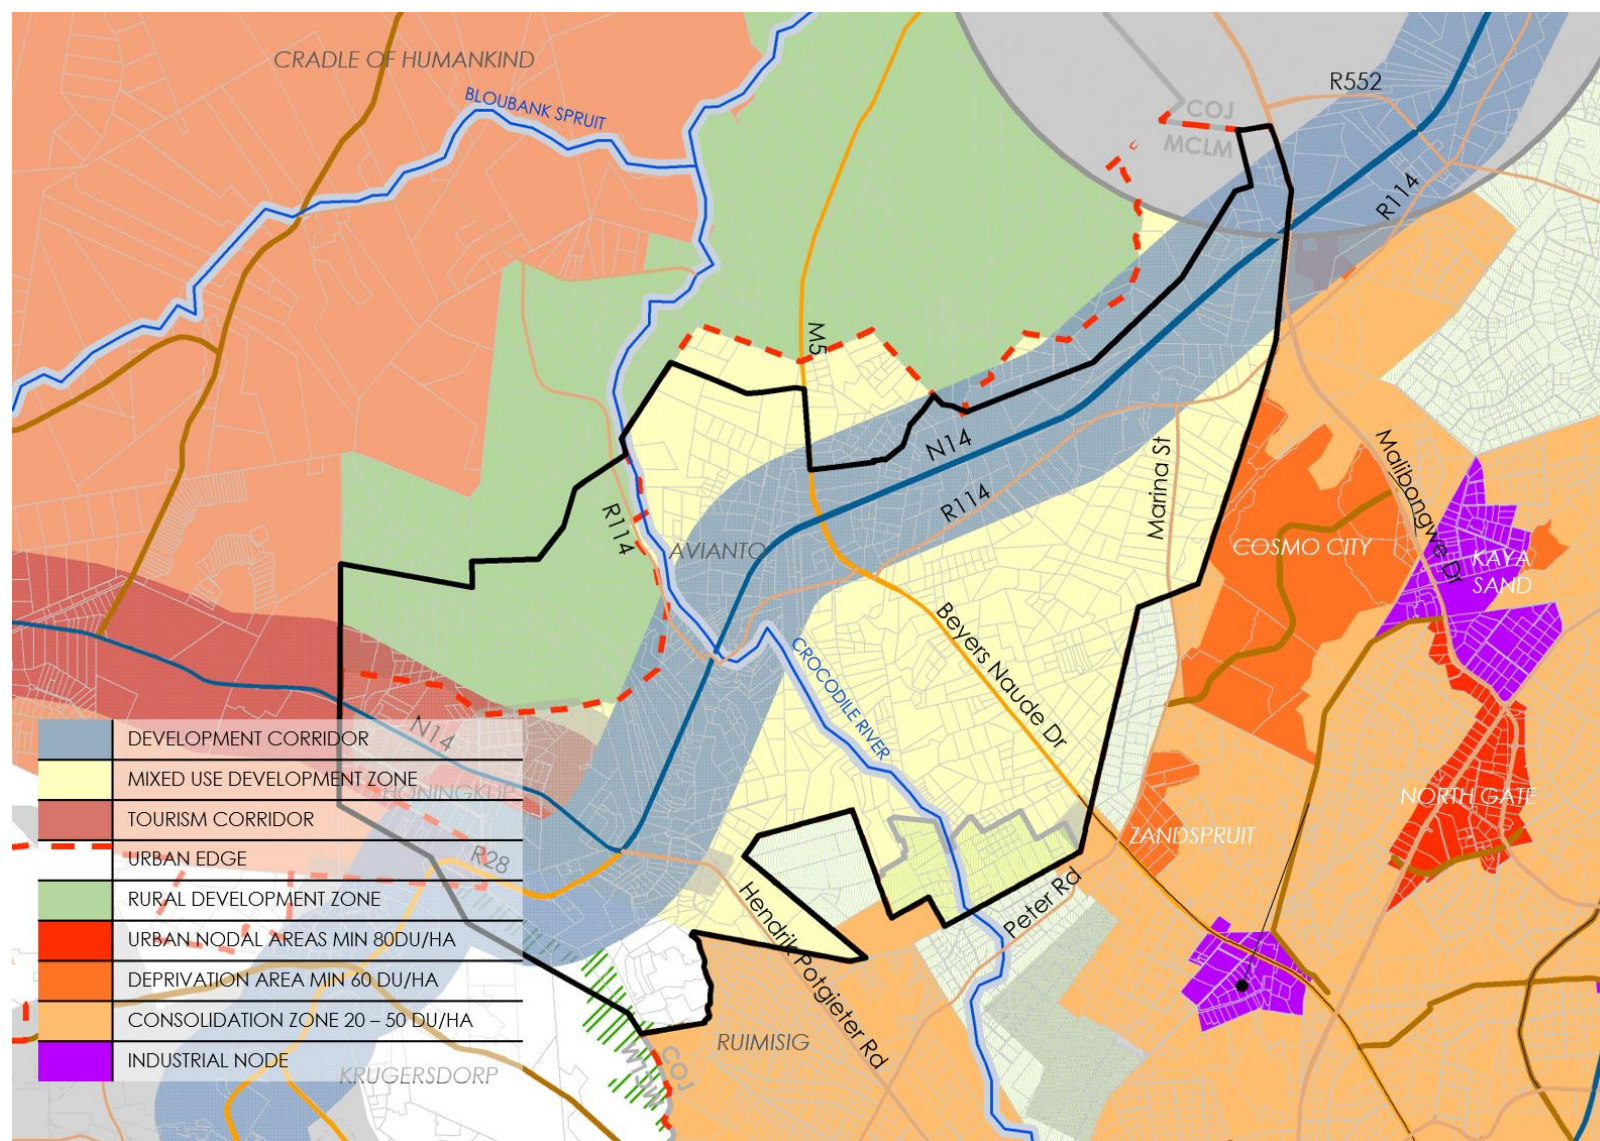 CRADLE OF HUMANKIND
BLOUBANK SPRUIT
R552
COJ
MCLM
R114
M5
N14
R114
R114
AVIANTO
Marina St
Malibongwe Dr
COSMO CITY
KAYA
SAND
Beyers Naude Dr
CROCODILE RIVER
N14
HONINGKLIP
R28
NORTH GATE
ZANDSPRUIT
Peter Rd
Hendrik Potgieter Rd
RUIMISIG
COJ
MCLM
KRUGERSDORP
DEVELOPMENT CORRIDOR
MIXED USE DEVELOPMENT ZONE
TOURISM CORRIDOR
URBAN EDGE
RURAL DEVELOPMENT ZONE
URBAN NODAL AREAS MIN 80DU/HA
DEPRIVATION AREA MIN 60 DU/HA
CONSOLIDATION ZONE 20 – 50 DU/HA
INDUSTRIAL NODE